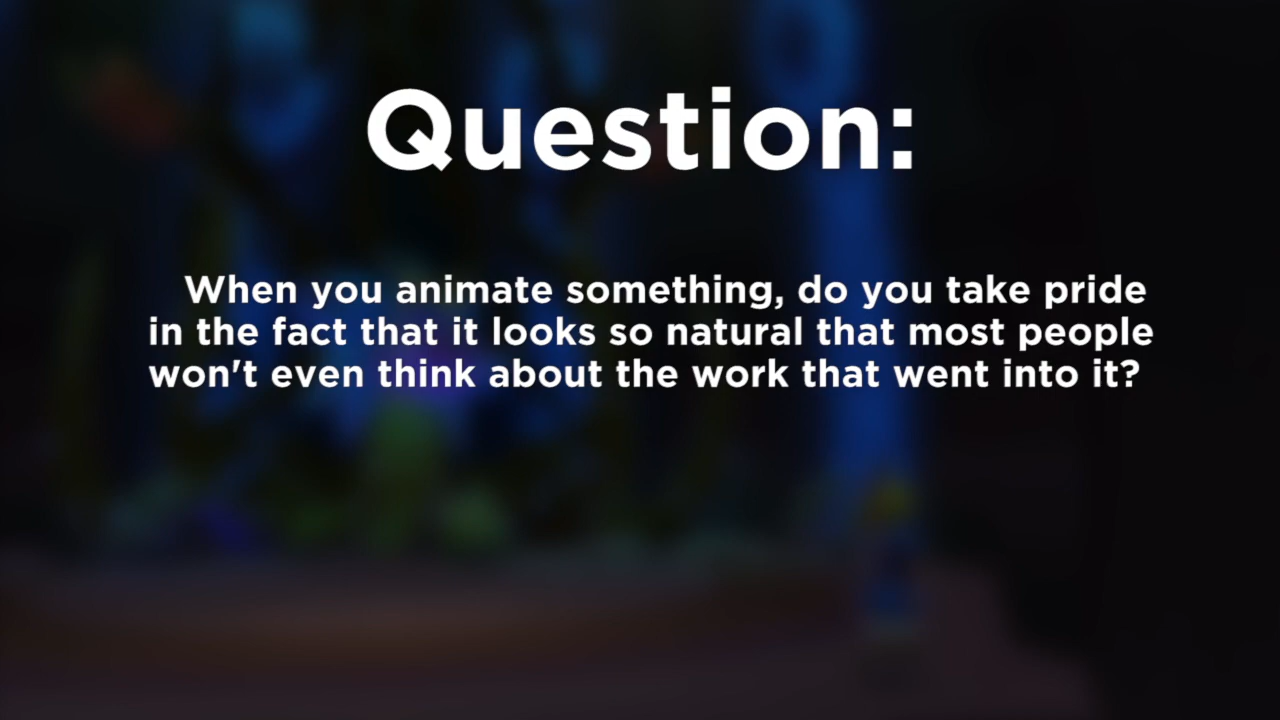 Question:
When you animate something, do you take pride
in the fact that it looks so natural that most people
won't even think about the work that went into it?